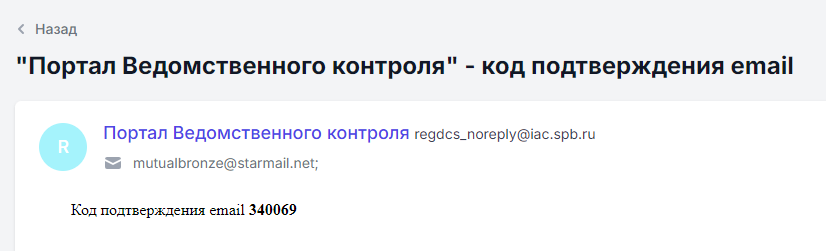 Назад
"Портал Ведомственного контроля" - код подтверждения email
R
Портал Ведомственного контроля regdcs_noreply@iac.spb.ru
mutualbronze@starmail.net;
Код подтверждения email 340069